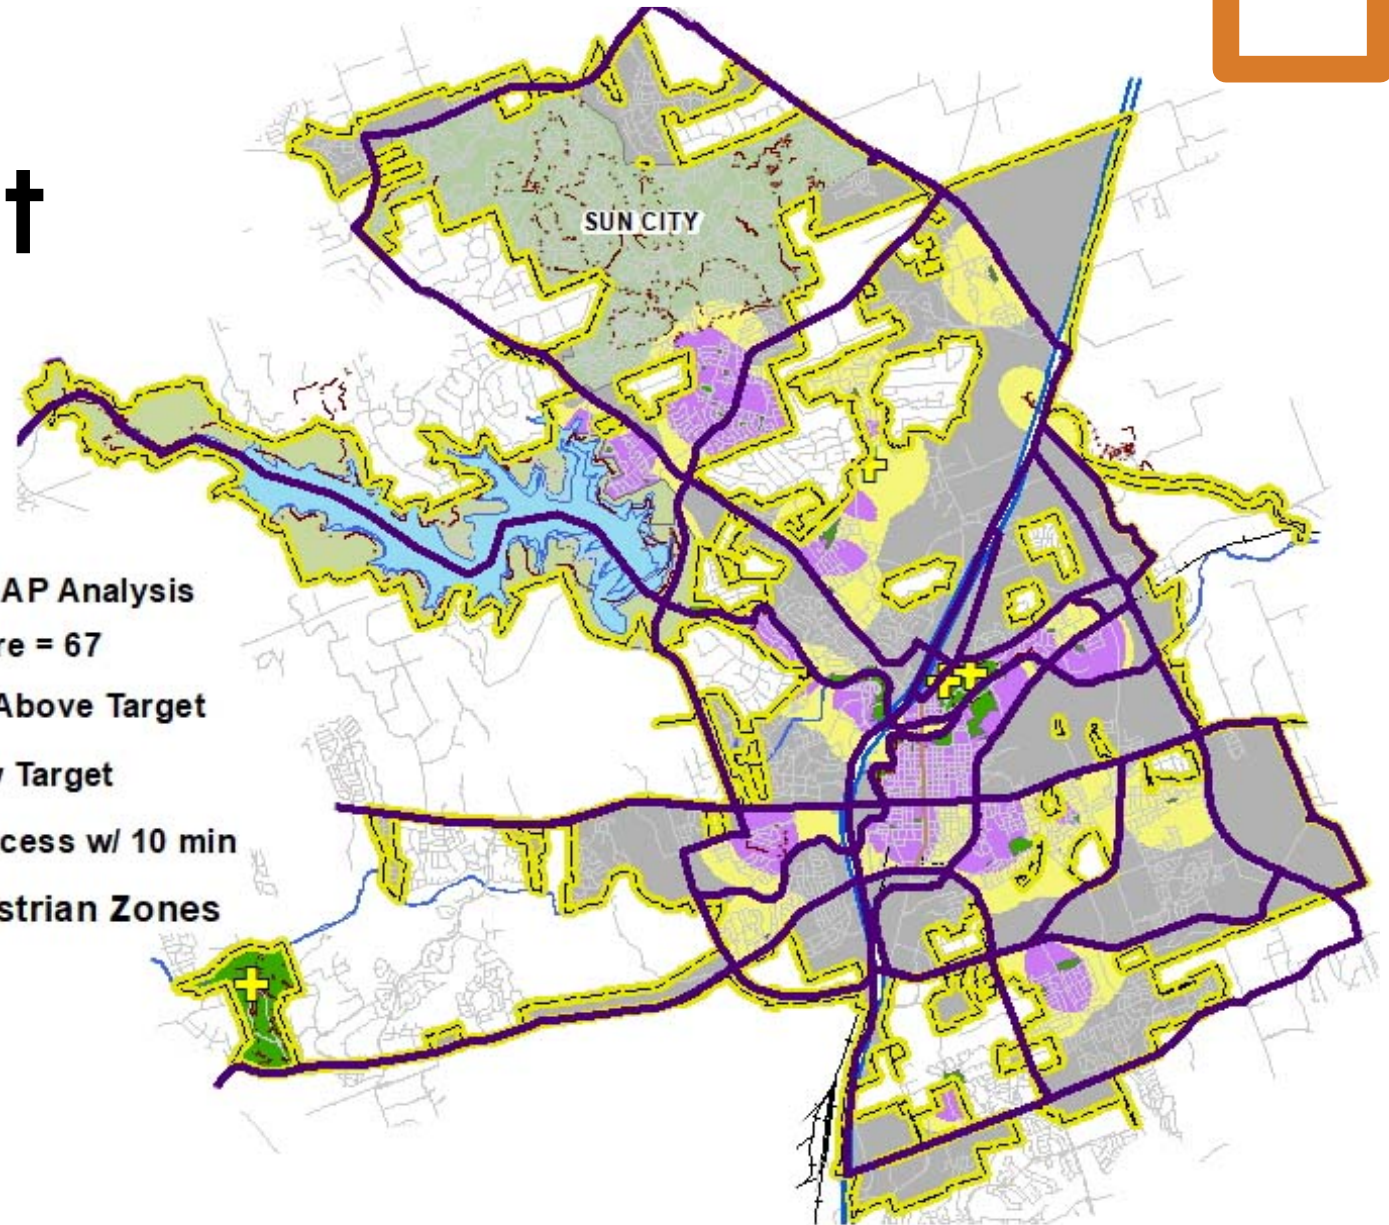 t
SUN CITY
AP Analysis
re = 67
Above Target
Target
cess w/ 10 min
strian Zones